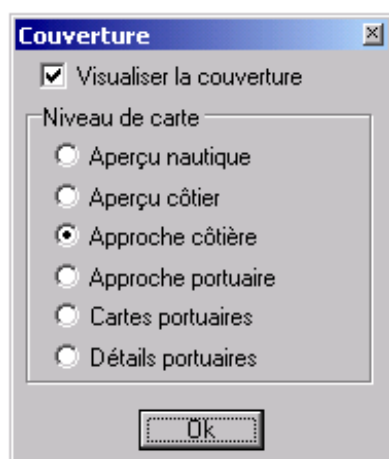 Couverture
Visualiser la couverture
Niveau de carte
Aperçu nautique
Aperçu côtier
Approche côtière
Approche portuaire
Cartes portuaires
Détails portuaires
Ok